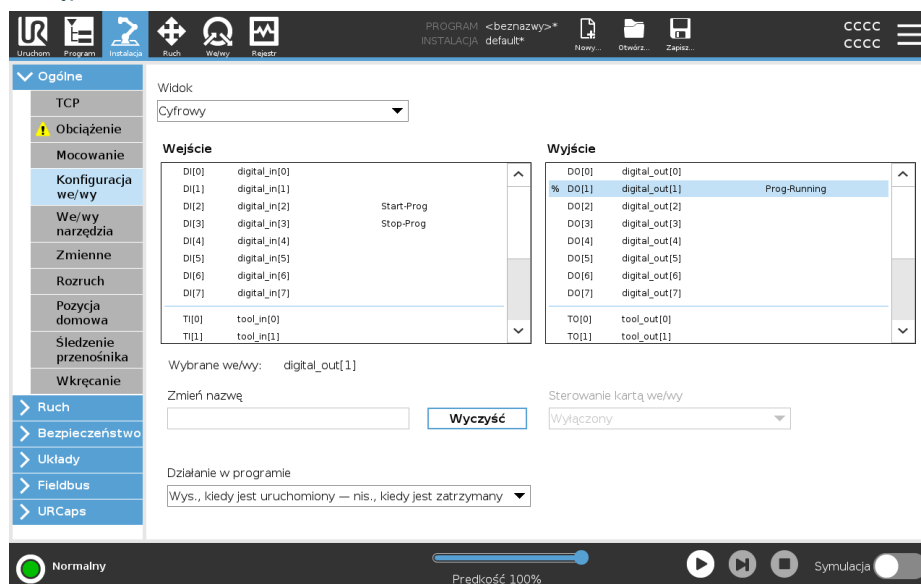 PROGRAM <beznazwy>*
INSTALACJA default*
UR
Uruchom Program Instalacja Ruch We/wy Rejestr Nowy... Otwórz... Zapisz...
CCCC
CCCC
Ogólne
TCP
Obciążenie
Mocowanie
Konfiguracja
we/wy
We/wy
narzędzia
Zmienne
Rozruch
Pozycja
domowa
Śledzenie
przenośnika
Wkręcanie
Ruch
Bezpieczeństwo
Układy
Fieldbus
URCaps
Widok
Cyfrowy
Wejście
DI[0] digital_in[0]
DI[1] digital_in[1]
DI[2] digital_in[2] Start-Prog
DI[3] digital_in[3] Stop-Prog
DI[4] digital_in[4]
DI[5] digital_in[5]
DI[6] digital_in[6]
DI[7] digital_in[7]
TI[0] tool_in[0]
TI[1] tool_in[1]
Wyjście
DO[0] digital_out[0]
% DO[1] digital_out[1] Prog-Running
DO[2] digital_out[2]
DO[3] digital_out[3]
DO[4] digital_out[4]
DO[5] digital_out[5]
DO[6] digital_out[6]
DO[7] digital_out[7]
TO[0] tool_out[0]
TO[1] tool_out[1]
Wybrane we/wy: digital_out[1]
Zmień nazwę
Wyczyść
Sterowanie kartą we/wy
Wyłączony
Działanie w programie
Wys., kiedy jest uruchomiony — nis., kiedy jest zatrzymany
Normalny
Prędkość 100%
Symulacja